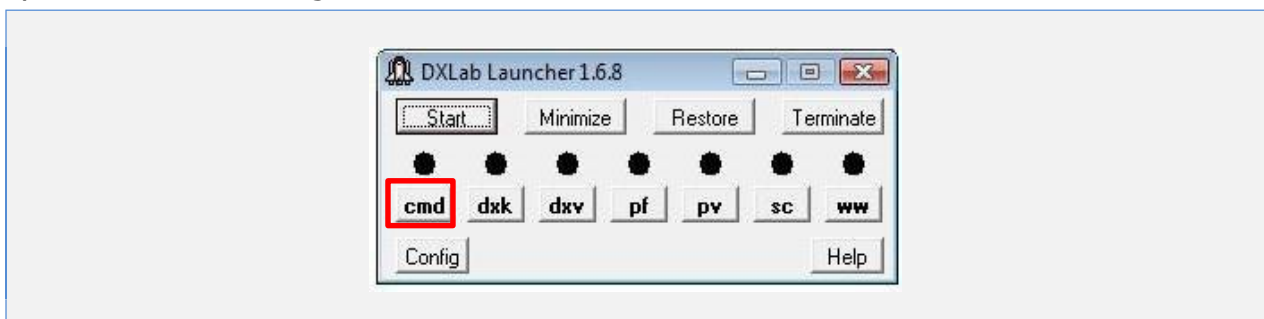 DXLab Launcher 1.6.8
Start Minimize Restore Terminate
cmd dxk dxv pf pv sc ww
Config Help